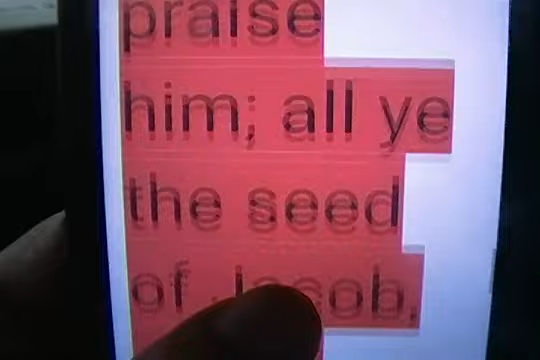 praise
him; all ye
the seed
of Jacob,